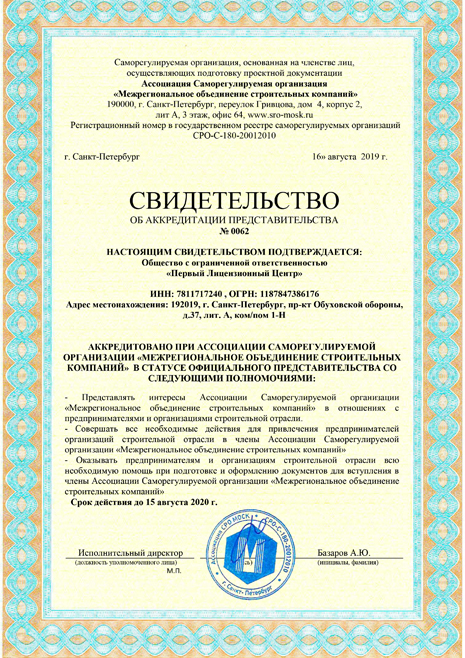 Саморегулируемая организация, основанная на членстве лиц,
осуществляющих подготовку проектной документации
Ассоциация Саморегулируемая организация
«Межрегиональное объединение строительных компаний»
190000, г. Санкт-Петербург, переулок Гривцова, дом 4, корпус 2,
лит А, 3 этаж, офис 64, www.sro-mosk.ru
Регистрационный номер в государственном реестре саморегулируемых организаций
СРО-С-180-20012010
г. Санкт-Петербург 16» августа 2019 г.
СВИДЕТЕЛЬСТВО
ОБ АККРЕДИТАЦИИ ПРЕДСТАВИТЕЛЬСТВА
№ 0062
НАСТОЯЩИМ СВИДЕТЕЛЬСТВОМ ПОДТВЕРЖДАЕТСЯ:
Общество с ограниченной ответственностью
«Первый Лицензионный Центр»
ИНН: 7811717240 , ОГРН: 1187847386176
Адрес местонахождения: 192019, г. Санкт-Петербург, пр-кт Обуховской обороны,
д.37, лит. А, ком/пом 1-Н
АККРЕДИТОВАНО ПРИ АССОЦИАЦИИ САМОРЕГУЛИРУЕМОЙ
ОРГАНИЗАЦИИ «МЕЖРЕГИОНАЛЬНОЕ ОБЪЕДИНЕНИЕ СТРОИТЕЛЬНЫХ
КОМПАНИЙ» В СТАТУСЕ ОФИЦИАЛЬНОГО ПРЕДСТАВИТЕЛЬСТВА СО
СЛЕДУЮЩИМИ ПОЛНОМОЧИЯМИ:
- Представлять интересы Ассоциации Саморегулируемой организации
«Межрегиональное объединение строительных компаний» в отношениях с
предпринимателями и организациями строительной отрасли.
- Совершать все необходимые действия для привлечения предпринимателей
организаций строительной отрасли в члены Ассоциации Саморегулируемой
организации «Межрегиональное объединение строительных компаний»
- Оказывать предпринимателям и организациям строительной отрасли всю
необходимую помощь при подготовке и оформлению документов для вступления в
члены Ассоциации Саморегулируемой организации «Межрегиональное объединение
строительных компаний»
Срок действия до 15 августа 2020 г.
Исполнительный директор Базаров А.Ю.
(должность уполномоченного лица) (инициалы, фамилия)
М.П.
Ассоциация СРО МОСК * СРО-С-180-20012010
г. Санкт-Петербург